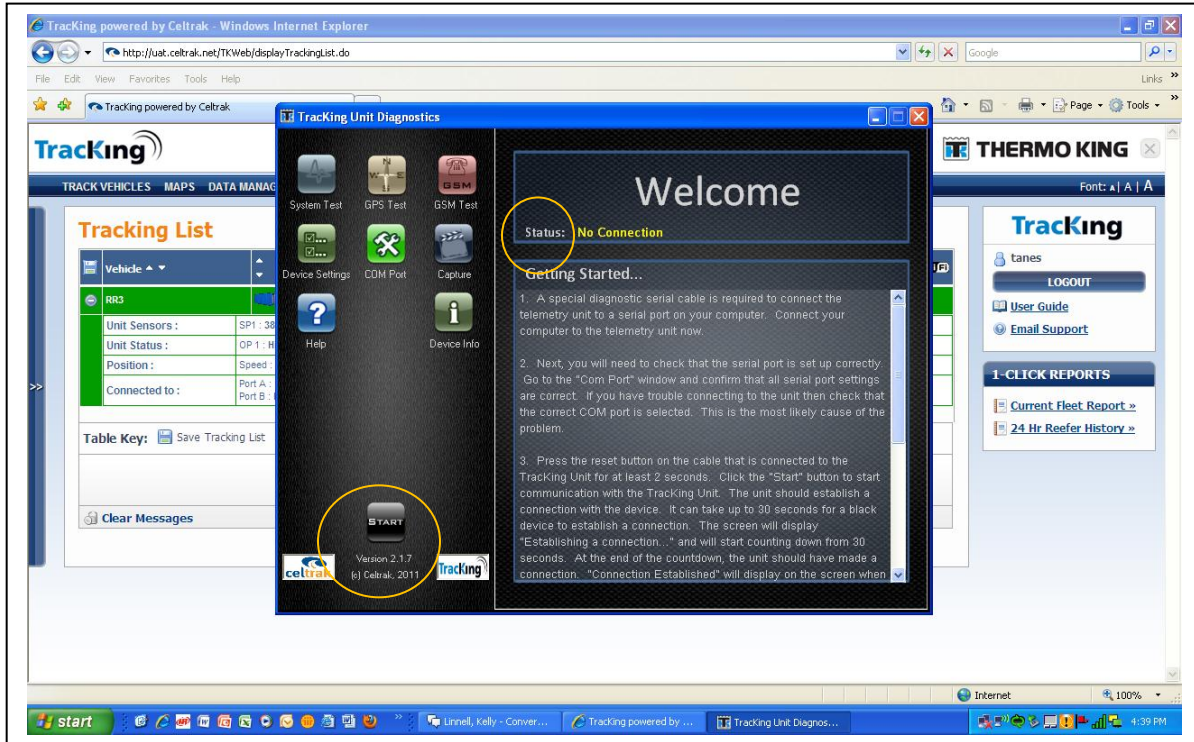 TracKing powered by Celtrak - Windows Internet Explorer
http://uat.celtrak.net/TKWeb/displayTrackingList.do
Google
File Edit View Favorites Tools Help
Links »
TracKing powered by Celtrak
Page Tools »
TracKing
THERMO KING
TRACK VEHICLES MAPS DATA MANAG
Font: A | A | A
Tracking List
Vehicle
RR3
Unit Sensors : SP1 : 38
Unit Status : OP 1 : H
Position : Speed :
Connected to : Port A :
Port B :
Table Key: Save Tracking List
Clear Messages
>>
TracKing Unit Diagnostics
N
W E
GSM
System Test GPS Test GSM Test
Device Settings COM Port Capture
?
i
Help Device Info
START
Version 2.1.7
(c) Celtrak, 2011
celtrak
TracKing
Welcome
Status: No Connection
Getting Started...
1. A special diagnostic serial cable is required to connect the
telemetry unit to a serial port on your computer. Connect your
computer to the telemetry unit now.
2. Next, you will need to check that the serial port is set up correctly.
Go to the "Com Port" window and confirm that all serial port settings
are correct. If you have trouble connecting to the unit then check that
the correct COM port is selected. This is the most likely cause of the
problem.
3. Press the reset button on the cable that is connected to the
TracKing Unit for at least 2 seconds. Click the "Start" button to start
communication with the TracKing Unit. The unit should establish a
connection with the device. It can take up to 30 seconds for a black
device to establish a connection. The screen will display
"Establishing a connection..." and will start counting down from 30
seconds. At the end of the countdown, the unit should have made a
connection. "Connection Established" will display on the screen when
TracKing
tanes
LOGOUT
User Guide
Email Support
1-CLICK REPORTS
Current Fleet Report »
24 Hr Reefer History »
Internet 100%
start
»
Linnell, Kelly - Conver...
TracKing powered by ...
TracKing Unit Diagnos...
4:39 PM